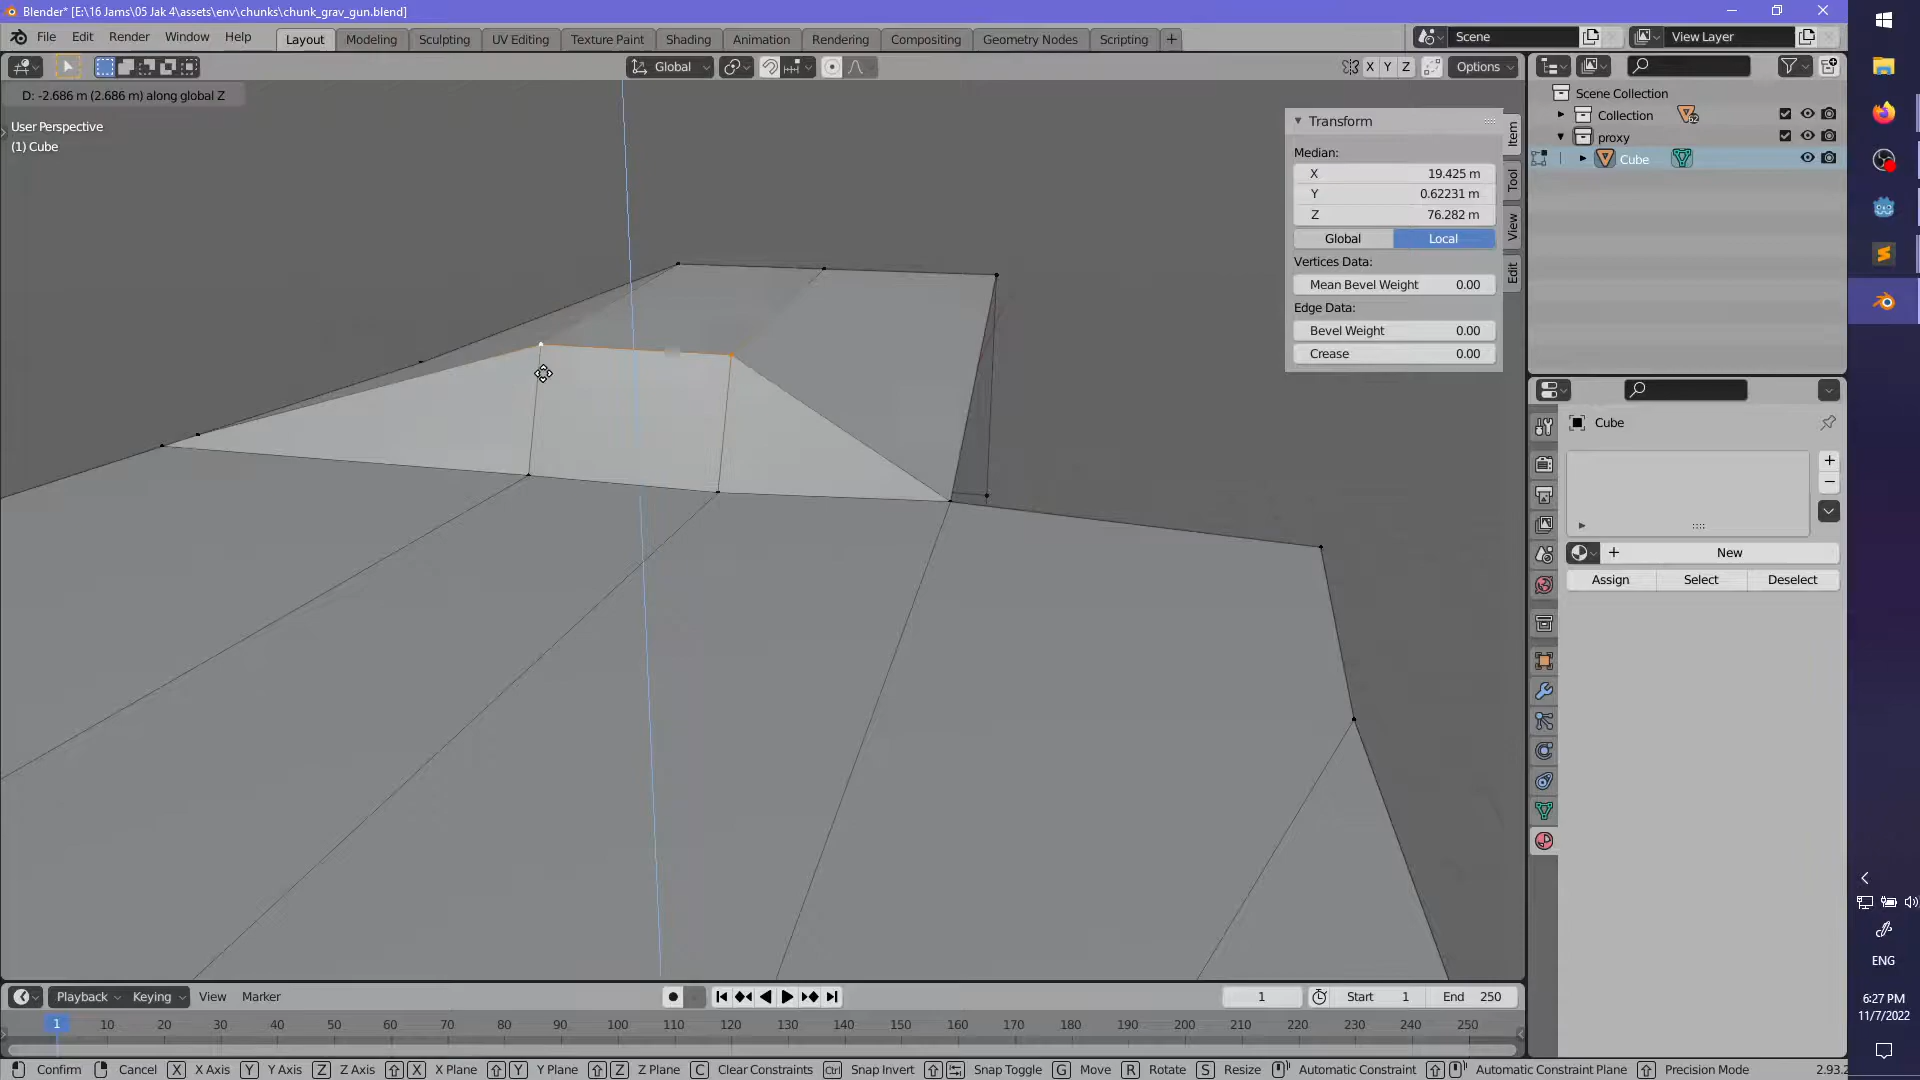 Blender* [E:\16 Jams\05 Jak 4\assets\env\chunks\chunk_grav_gun.blend]
File Edit Render Window Help Layout Modeling Sculpting UV Editing Texture Paint Shading Animation Rendering Compositing Geometry Nodes Scripting + Scene View Layer
Global X Y Z Options
D: -2.686 m (2.686 m) along global Z
User Perspective
(1) Cube
Transform
Median:
X 19.425 m
Y 0.62231 m
Z 76.282 m
Global Local
Vertices Data:
Mean Bevel Weight 0.00
Edge Data:
Bevel Weight 0.00
Crease 0.00
Item
Tool
View
Edit
Scene Collection
Collection
proxy
Cube
Cube
New
Assign Select Deselect
Playback Keying View Marker 1 Start 1 End 250
1 10 20 30 40 50 60 70 80 90 100 110 120 130 140 150 160 170 180 190 200 210 220 230 240 250
Confirm Cancel X X Axis Y Y Axis Z Z Axis X X Plane Y Y Plane Z Z Plane C Clear Constraints Ctrl Snap Invert Snap Toggle G Move R Rotate S Resize Automatic Constraint Automatic Constraint Plane Precision Mode 2.93.
ENG
6:27 PM
11/7/2022